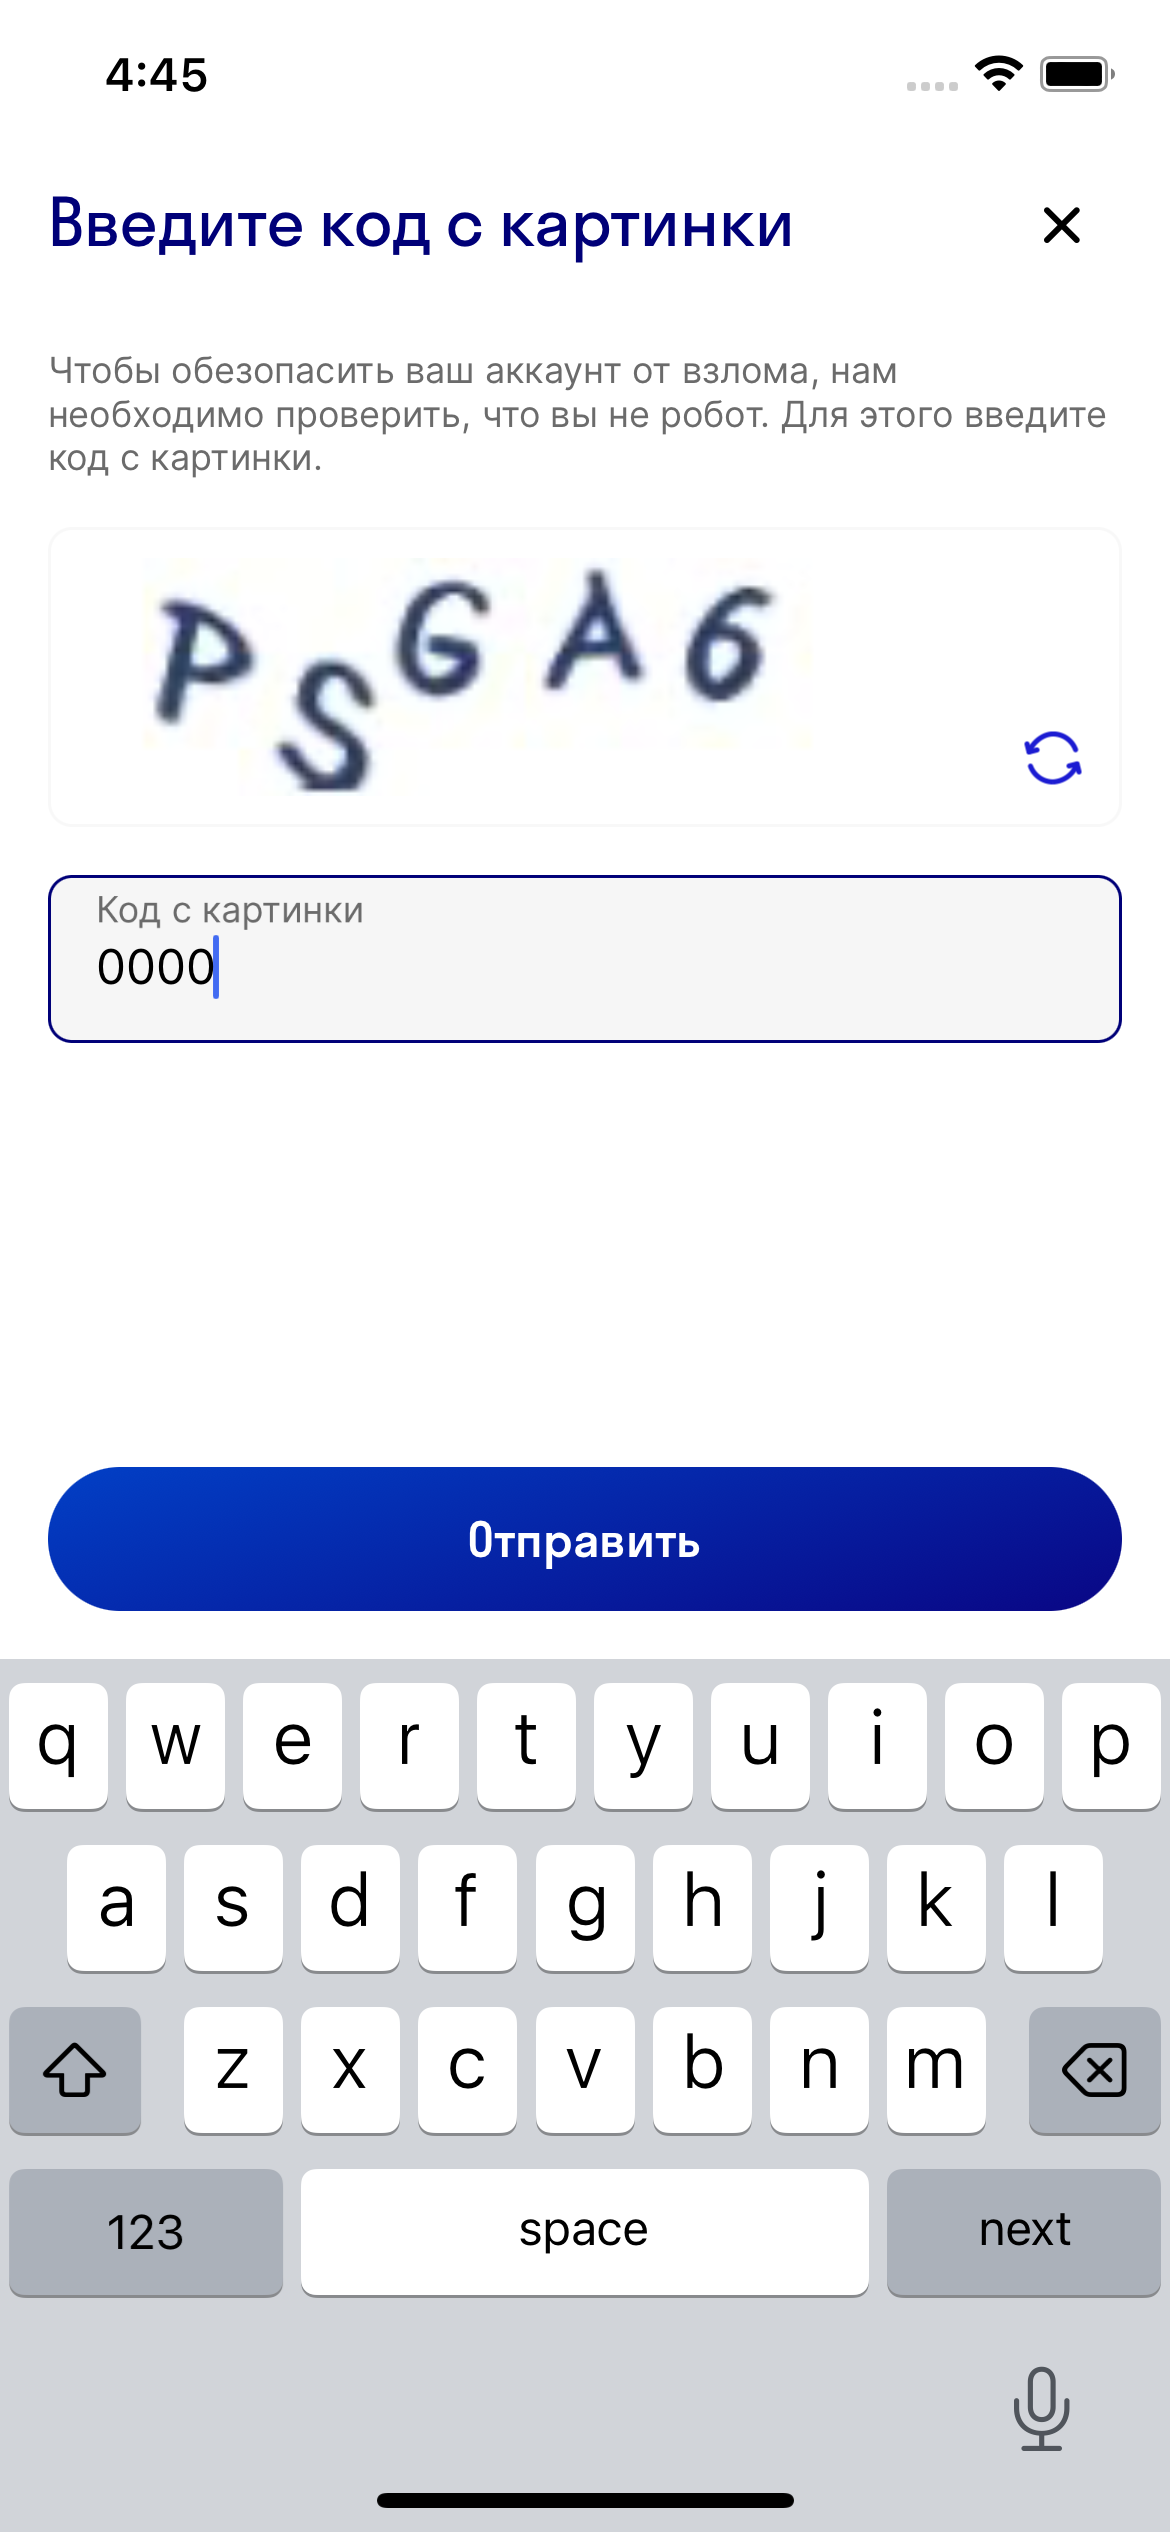 4:45
Введите код с картинки
Чтобы обезопасить ваш аккаунт от взлома, нам
необходимо проверить, что вы не робот. Для этого введите
код с картинки.
PSGA6
Код с картинки
0000
Отправить
q w e r t y u i o p
a s d f g h j k l
z x c v b n m
123 space next